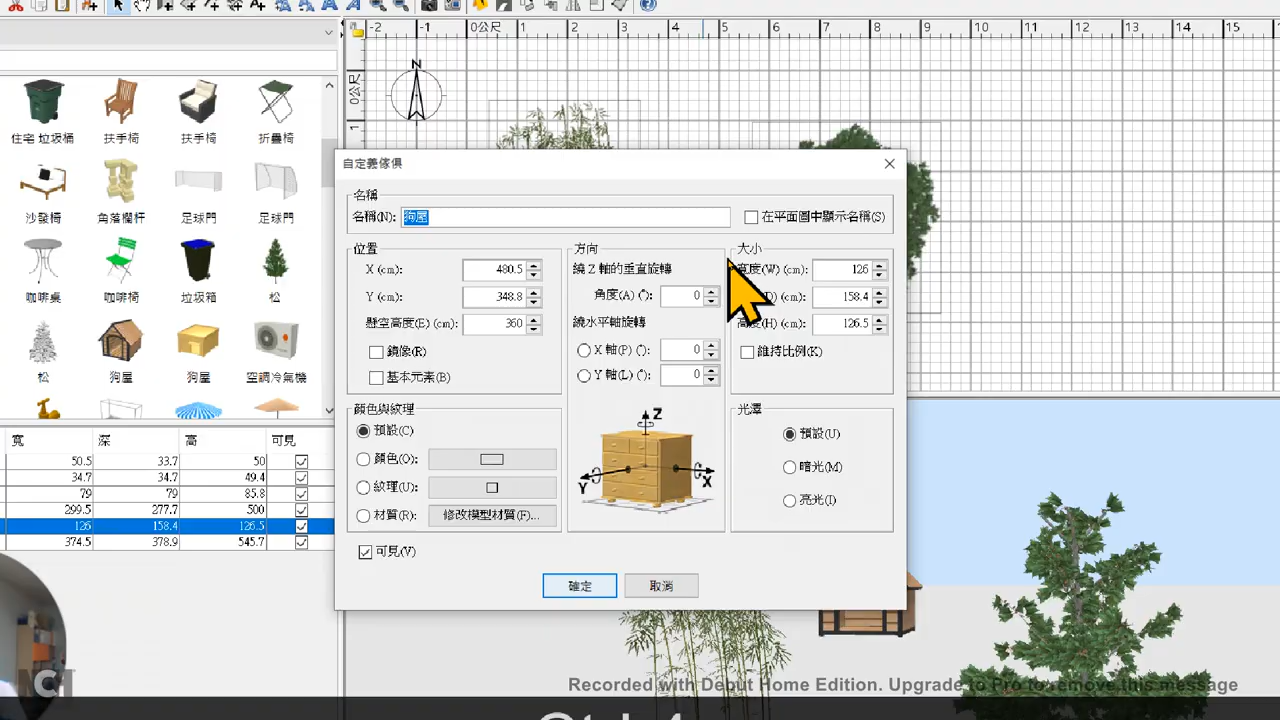 -2 -1 0公尺 1 2 3 4 5 6 7 8 9 10 11 12 13 14 15
0公尺
1
N
住宅 垃圾桶 扶手椅 扶手椅 折疊椅
沙發椅 角落欄杆 足球門 足球門
咖啡桌 咖啡椅 垃圾箱 松
松 狗屋 狗屋 空調冷氣機
寬 深 高 可見
50.5 33.7 50
34.7 34.7 49.4
79 79 85.8
299.5 277.7 500
126 158.4 126.5
374.5 378.9 545.7
自定義傢俱
名稱
名稱(N): 狗屋
在平面圖中顯示名稱(S)
位置
X (cm): 480.5
Y (cm): 348.8
懸空高度(E) (cm): 360
鏡像(R)
基本元素(B)
方向
繞 Z 軸的垂直旋轉
角度(A) (°): 0
繞水平軸旋轉
X 軸(P) (°): 0
Y 軸(L) (°): 0
Z
Y
X
大小
寬度(W) (cm): 126
(cm): 158.4
高度(H) (cm): 126.5
維持比例(K)
顏色與紋理
預設(C)
顏色(O):
紋理(U):
材質(R): 修改模型材質(F)...
光澤
預設(U)
暗光(M)
亮光(I)
可見(V)
確定 取消
Recorded with Debut Home Edition. Upgrade to Pro to remove this message